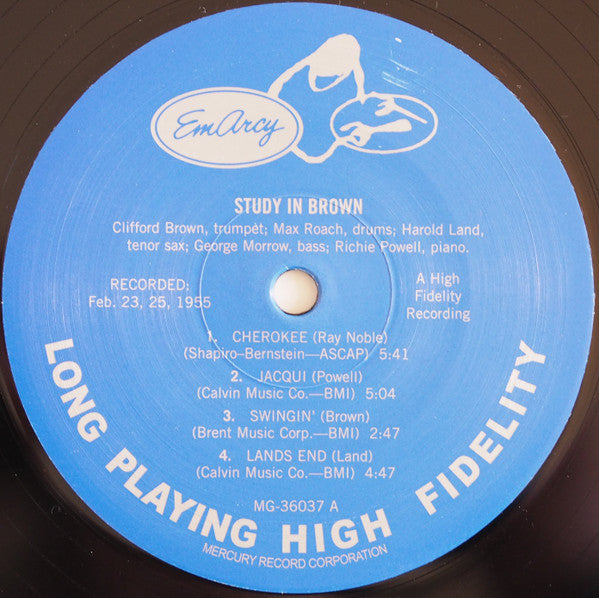 EmArcy
STUDY IN BROWN
Clifford Brown, trumpet; Max Roach, drums; Harold Land,
tenor sax; George Morrow, bass; Richie Powell, piano.
RECORDED:
Feb. 23, 25, 1955
A High
Fidelity
Recording
1. CHEROKEE (Ray Noble)
(Shapiro-Bernstein—ASCAP) 5:41
2. JACQUI (Powell)
(Calvin Music Co.—BMI) 5:04
3. SWINGIN' (Brown)
(Brent Music Corp.—BMI) 2:47
4. LANDS END (Land)
(Calvin Music Co.—BMI) 4:47
MG-36037 A
LONG PLAYING HIGH FIDELITY
MERCURY RECORD CORPORATION